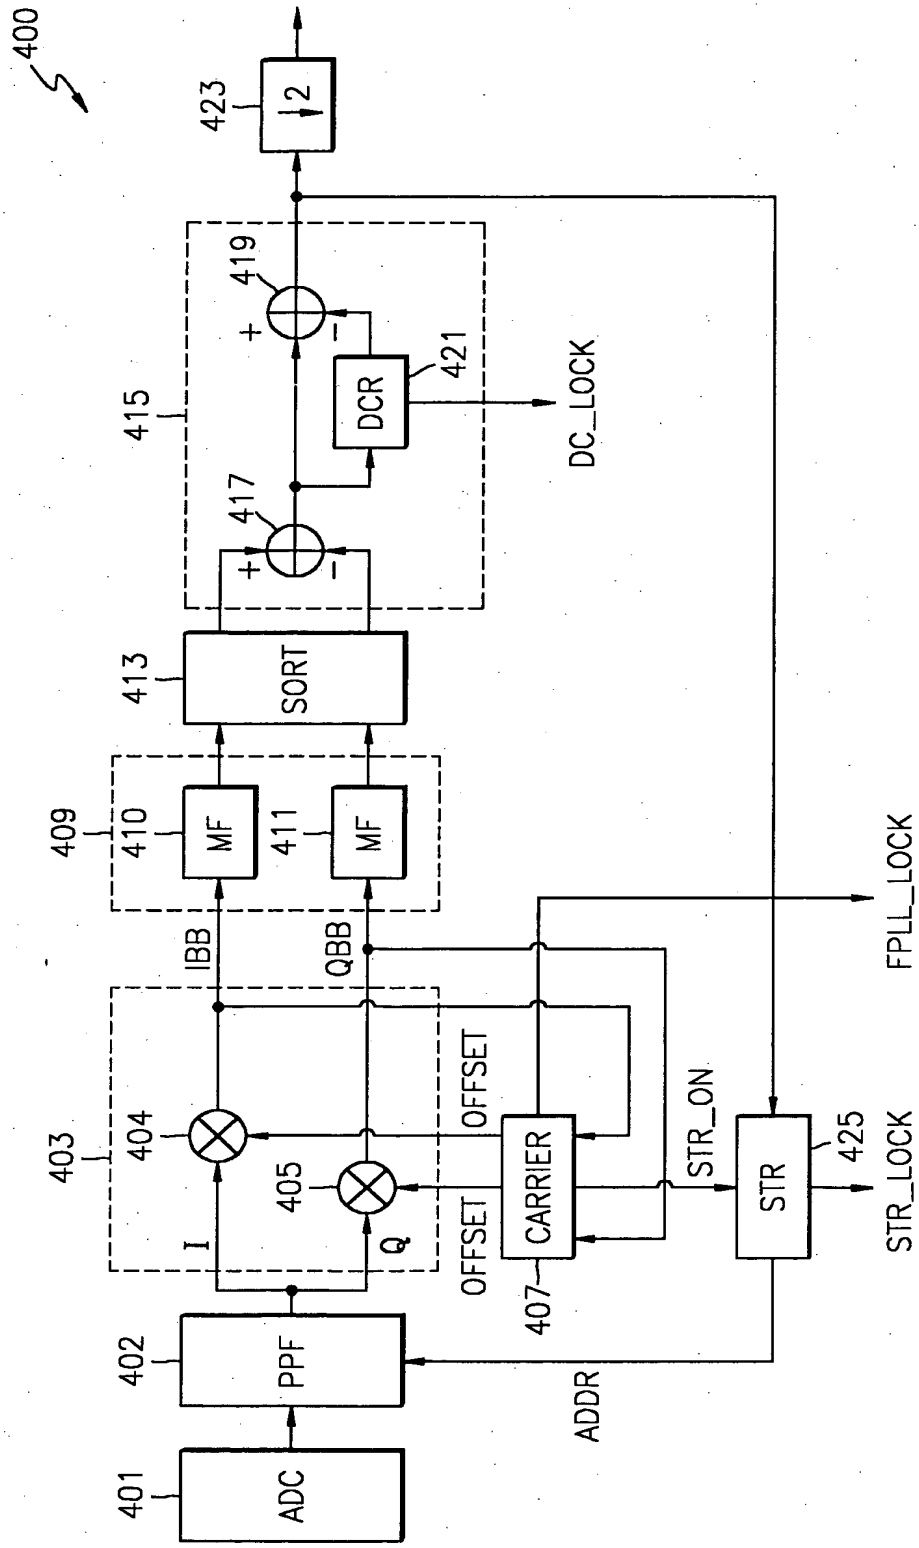 400
423
↓2
419
+
-
415
DCR
421
DC_LOCK
417
+
-
413
SORT
409
410
MF
411
MF
IBB
QBB
403
404
405
I
Q
OFFSET
OFFSET
CARRIER
407
FPLL_LOCK
STR_ON
STR
425
STR_LOCK
402
PPF
ADDR
401
ADC